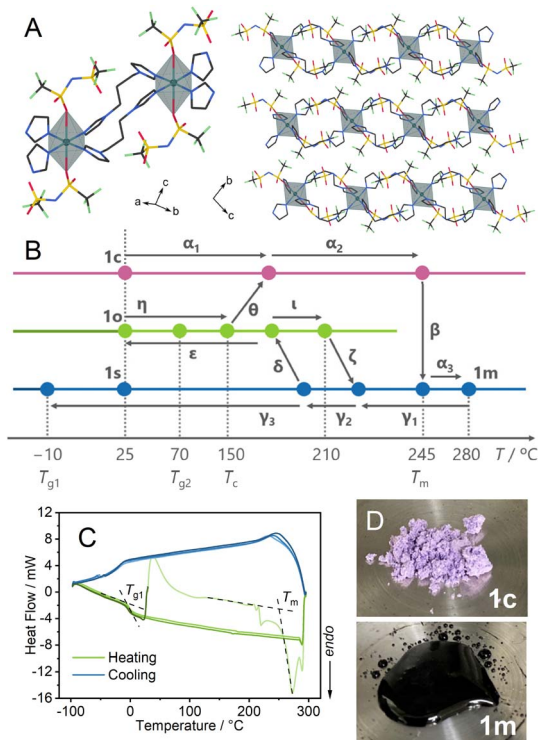 A
c
a
b
b
c
B
1c
α1
α2
1o
η
θ
ι
ε
δ
ζ
β
1s
α3
1m
γ3
γ2
γ1
−10
25
70
150
210
245
280
T / ºC
Tg1
Tg2
Tc
Tm
C
12
8
4
0
-4
-8
-12
-16
Heat Flow / mW
Tg1
Tm
Heating
Cooling
endo
-100
0
100
200
300
Temperature / °C
D
1c
1m